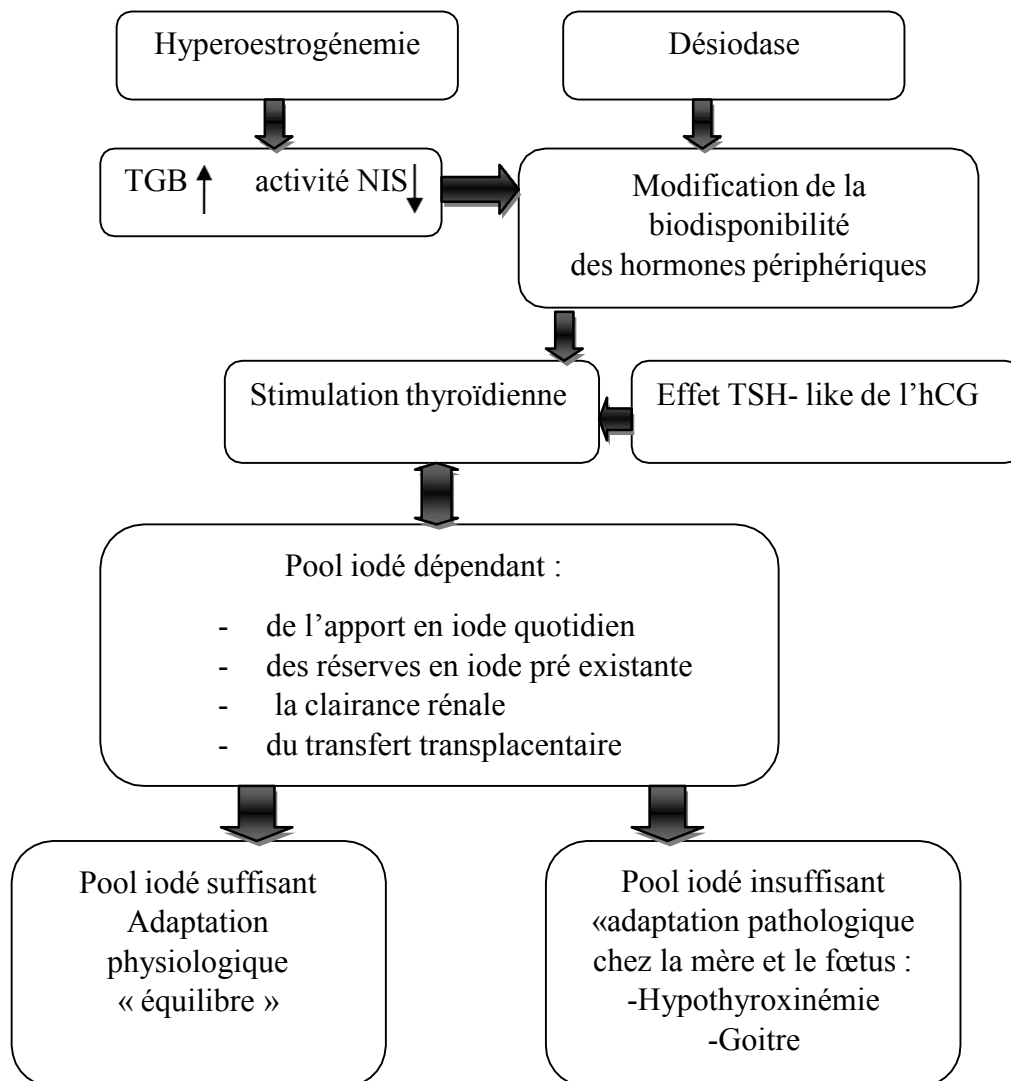 Hyperoestrogénemie
Désiodase
TGB activité NIS
Modification de la
biodisponibilité
des hormones périphériques
Stimulation thyroïdienne
Effet TSH- like de l’hCG
Pool iodé dépendant :
- de l’apport en iode quotidien
- des réserves en iode pré existante
- la clairance rénale
- du transfert transplacentaire
Pool iodé suffisant
Adaptation
physiologique
« équilibre »
Pool iodé insuffisant
«adaptation pathologique
chez la mère et le fœtus :
-Hypothyroxinémie
-Goitre